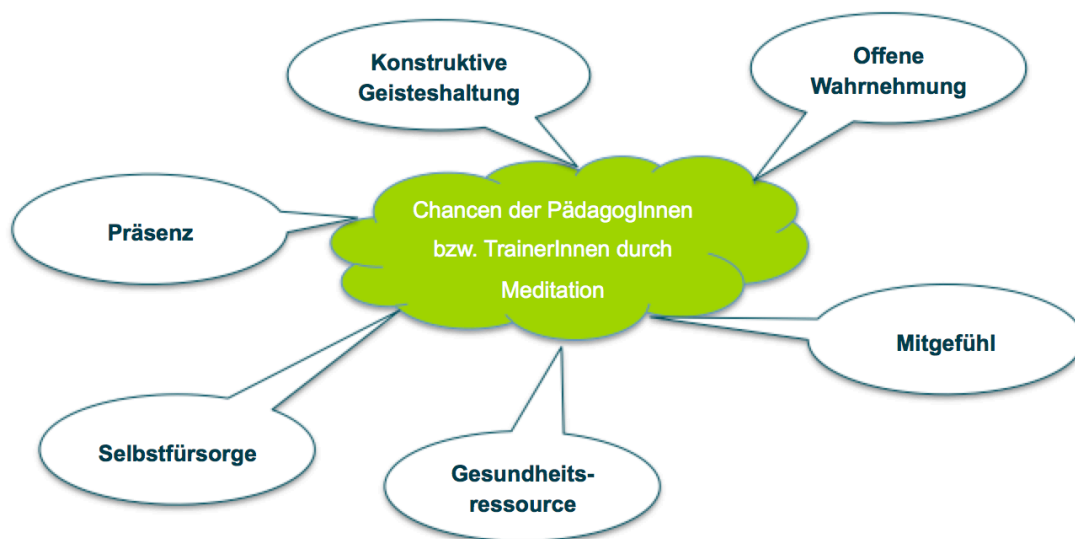 Konstruktive
Geisteshaltung
Offene
Wahrnehmung
Präsenz
Chancen der PädagogInnen
bzw. TrainerInnen durch
Meditation
Mitgefühl
Selbstfürsorge
Gesundheits-
ressource